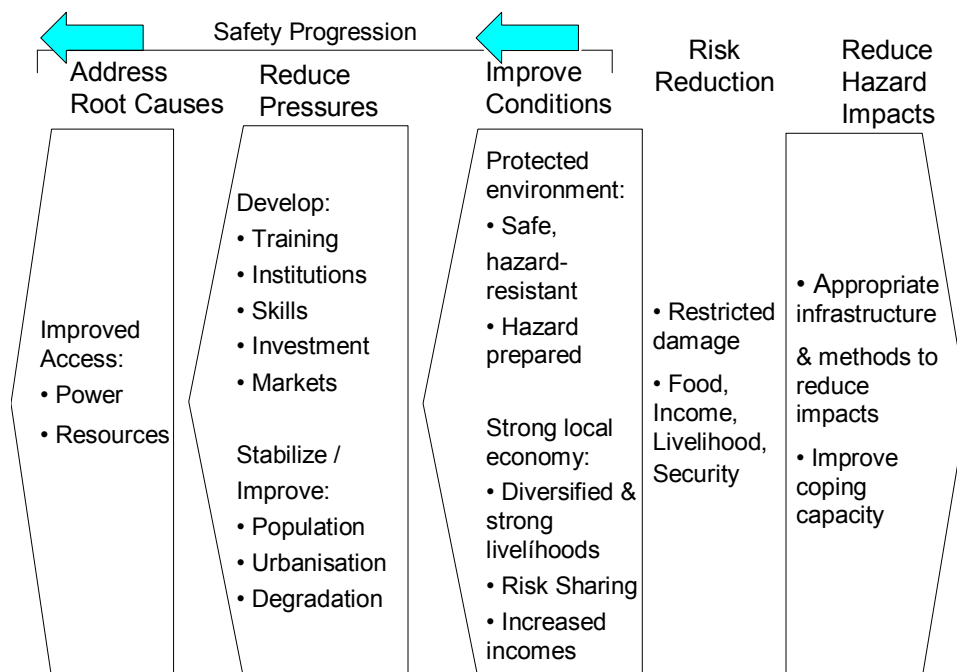 Safety Progression
Address
Root Causes
Reduce
Pressures
Improve
Conditions
Risk
Reduction
Reduce
Hazard
Impacts
Improved
Access:
• Power
• Resources
Develop:
• Training
• Institutions
• Skills
• Investment
• Markets
Stabilize /
Improve:
• Population
• Urbanisation
• Degradation
Protected
environment:
• Safe,
hazard-
resistant
• Hazard
prepared
Strong local
economy:
• Diversified &
strong
livelíhoods
• Risk Sharing
• Increased
incomes
• Restricted
damage
• Food,
Income,
Livelihood,
Security
• Appropriate
infrastructure
& methods to
reduce
impacts
• Improve
coping
capacity